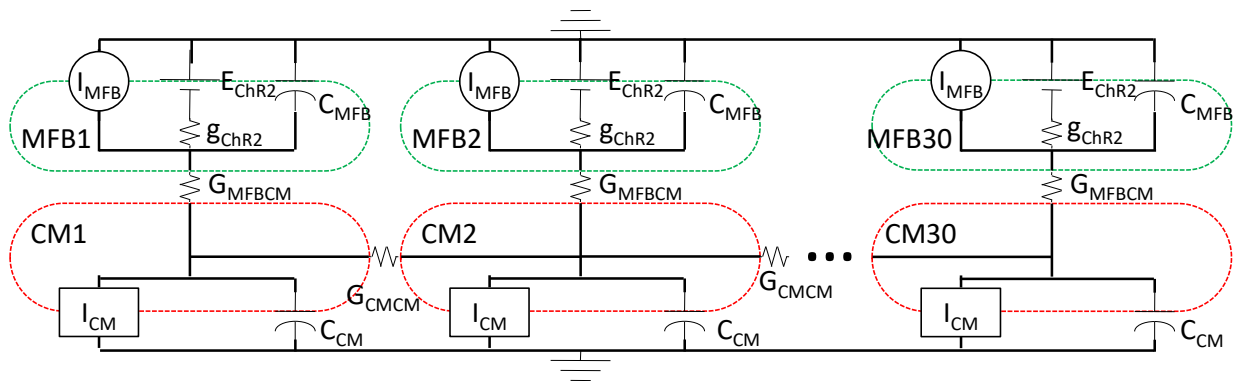 I_MFB E_ChR2 C_MFB I_MFB E_ChR2 C_MFB I_MFB E_ChR2 C_MFB
MFB1 g_ChR2 MFB2 g_ChR2 MFB30 g_ChR2
G_MFBCM G_MFBCM G_MFBCM
CM1 CM2 CM30
G_CMCM G_CMCM
I_CM C_CM I_CM C_CM I_CM C_CM